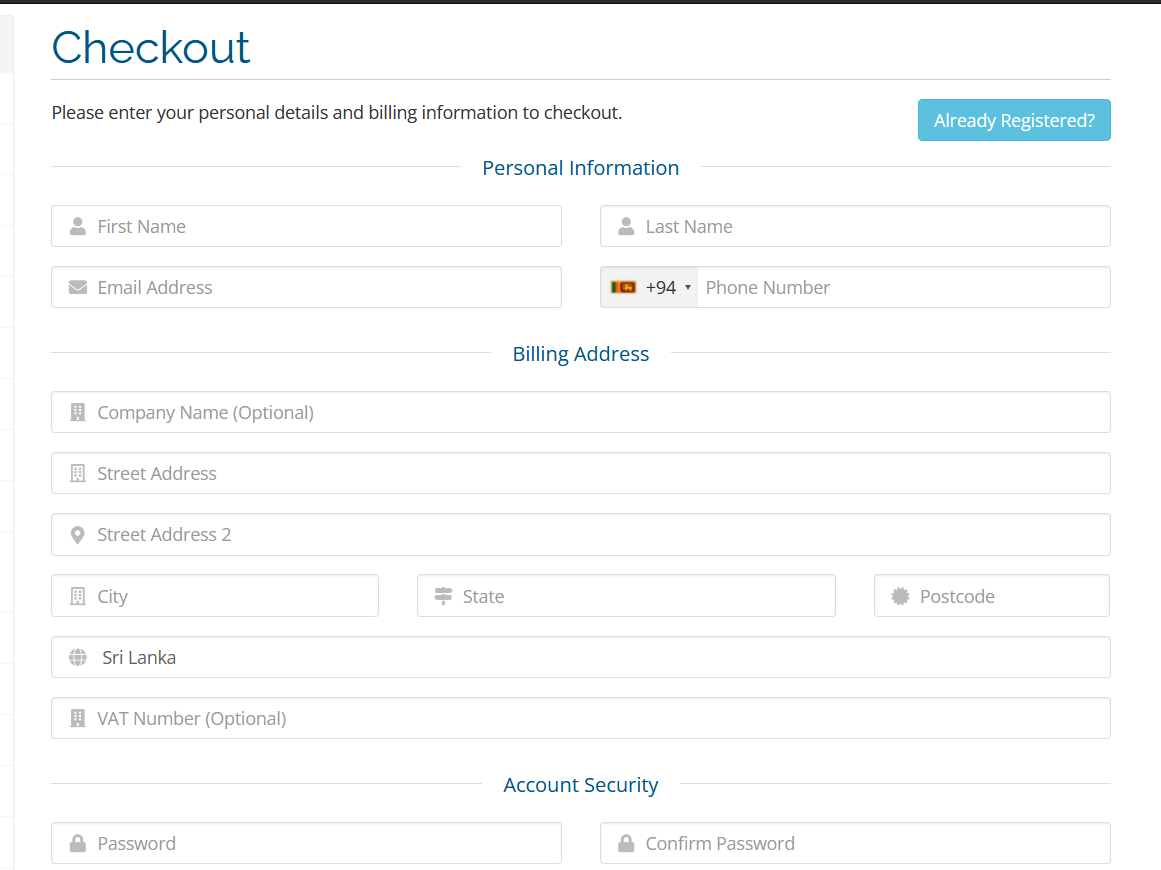 Checkout
Please enter your personal details and billing information to checkout.
Already Registered?
Personal Information
First Name
Last Name
Email Address
+94
Phone Number
Billing Address
Company Name (Optional)
Street Address
Street Address 2
City
State
Postcode
Sri Lanka
VAT Number (Optional)
Account Security
Password
Confirm Password